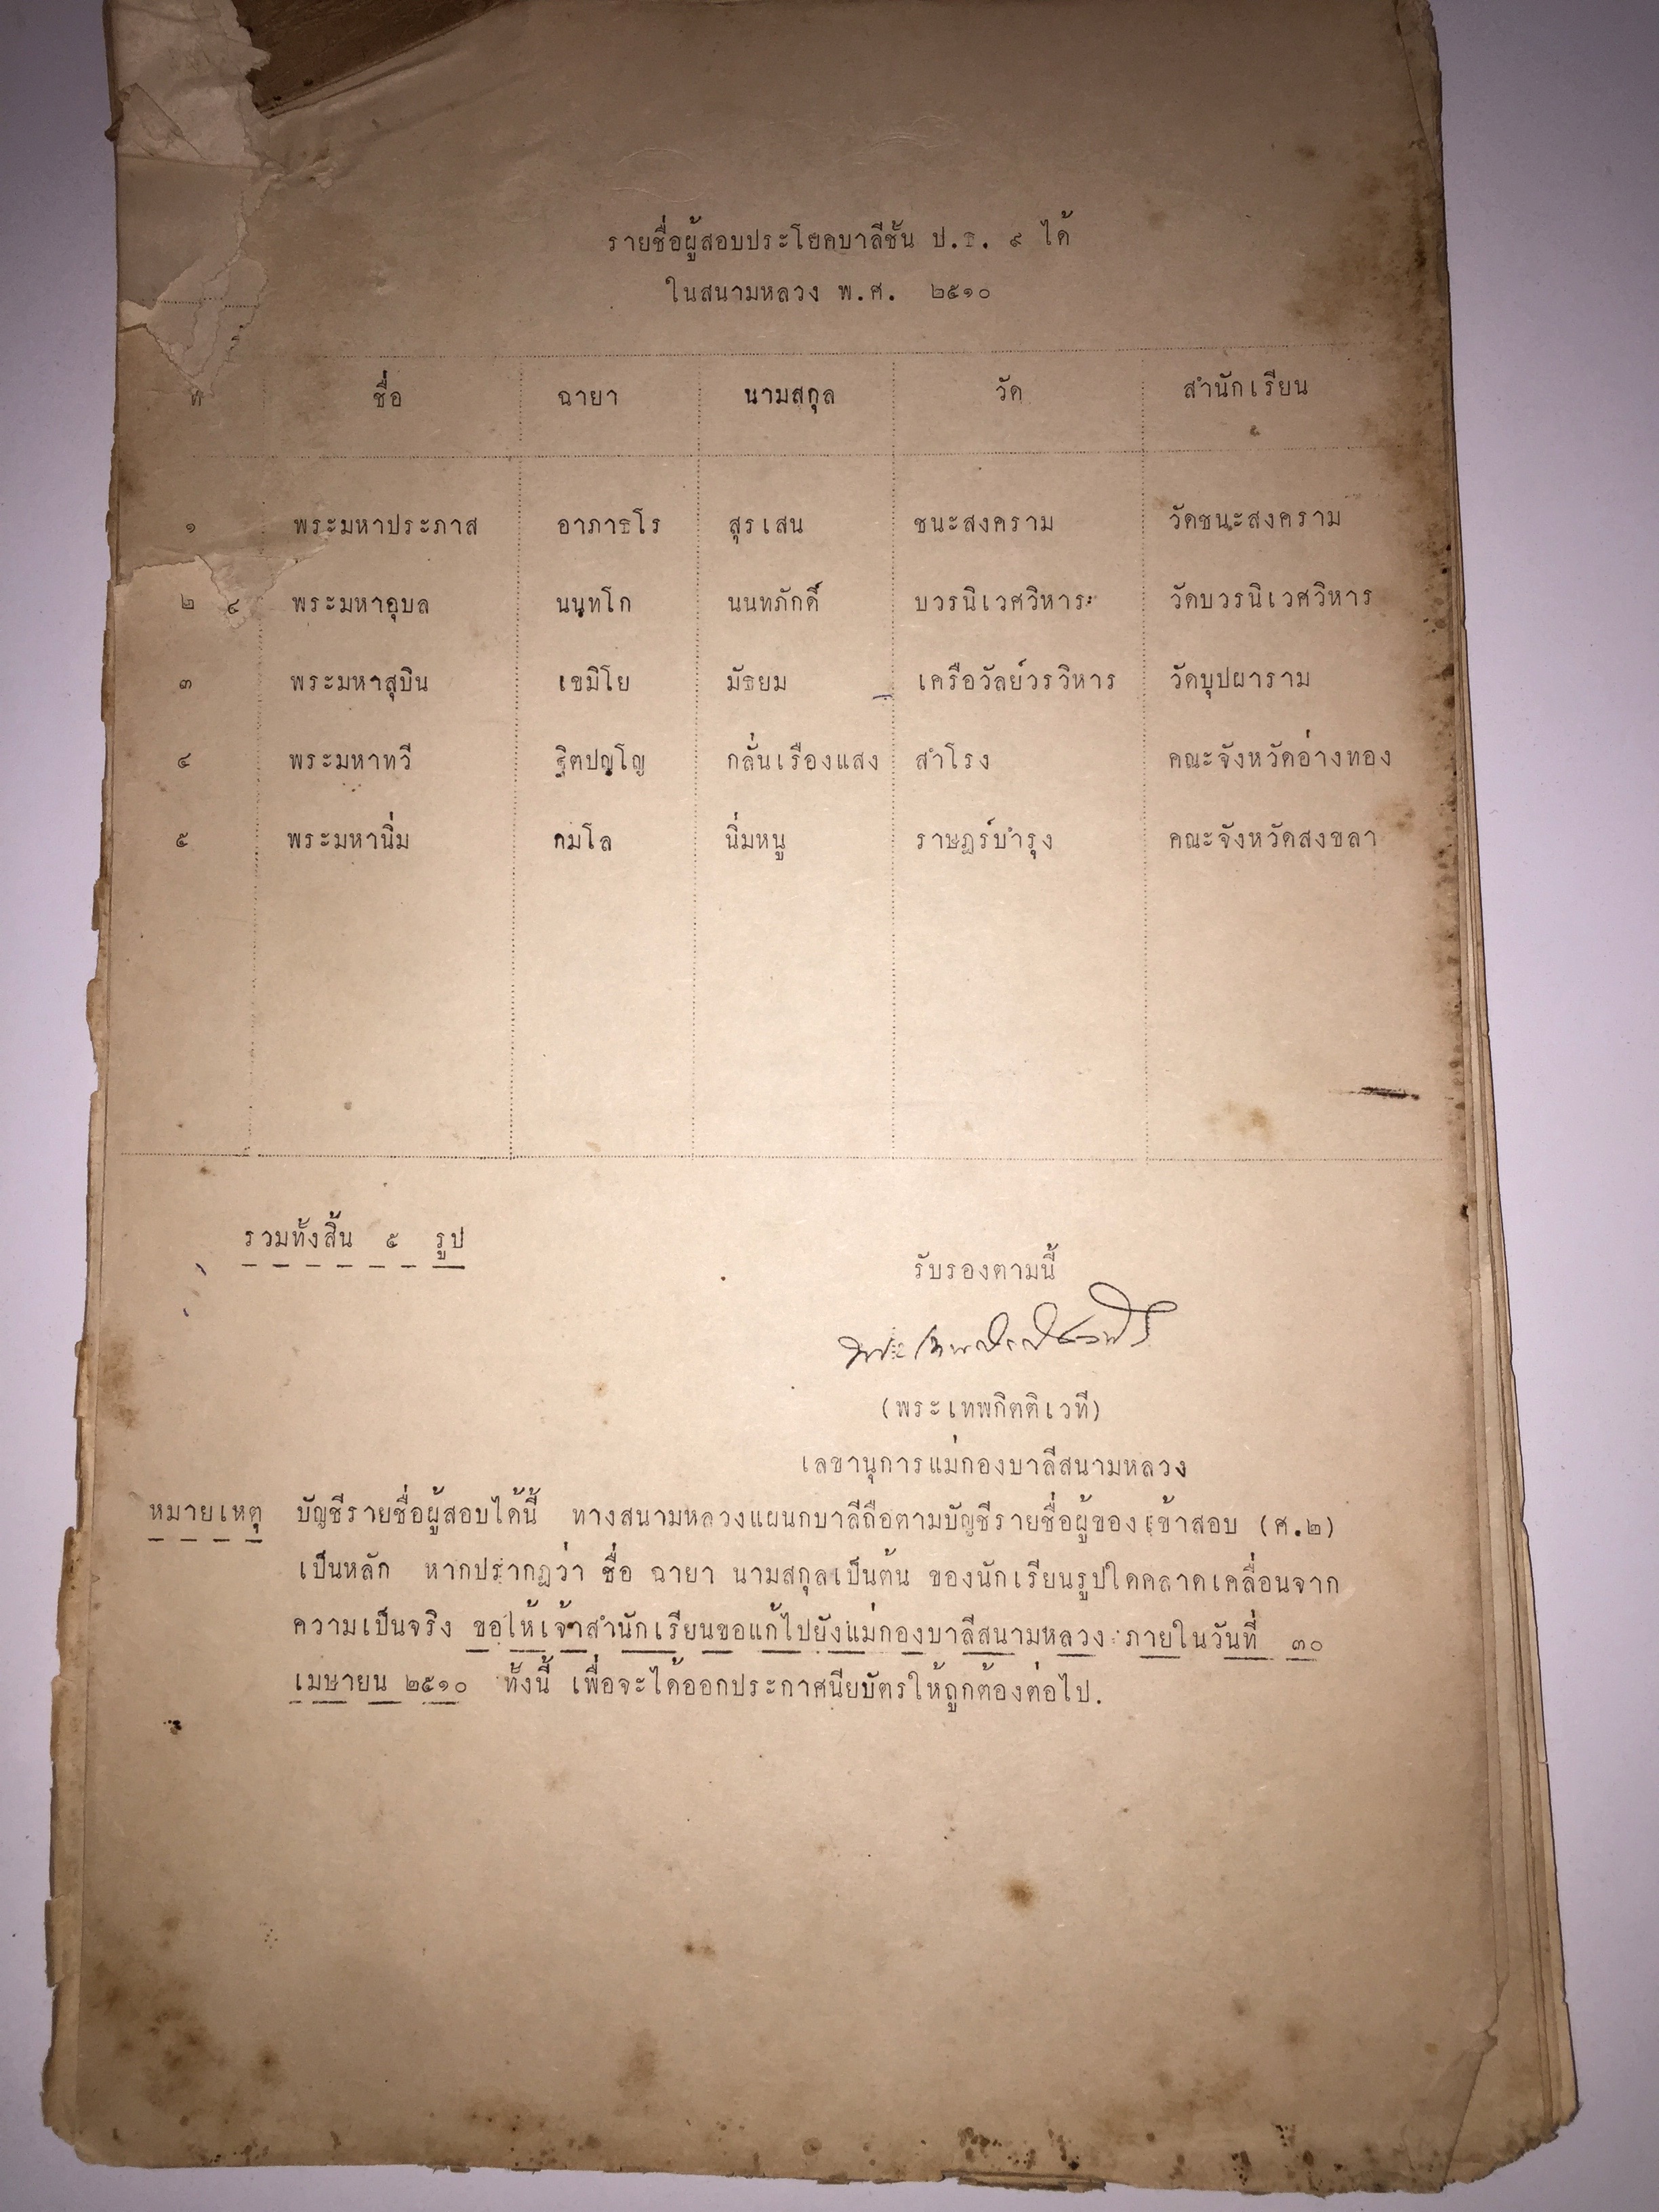 รายชื่อผู้สอบประโยคบาลีชั้น ป.ธ. ๙ ได้
ในสนามหลวง พ.ศ. ๒๕๑๐
ชื่อ ฉายา นามสกุล วัด สำนักเรียน
๑ พระมหาประภาส อาภาธโร สุรเสน ชนะสงคราม วัดชนะสงคราม
๒ ๔ พระมหาอุบล นนฺทโก นนทภักดิ์ บวรนิเวศวิหาร วัดบวรนิเวศวิหาร
๓ พระมหาสุบิน เขมิโย มัธยม เครือวัลย์วรวิหาร วัดบุปผาราม
๔ พระมหาทวี ฐิตปญฺโญ กลั่นเรืองแสง สำโรง คณะจังหวัดอ่างทอง
๕ พระมหานิ่ม กมโล นิ่มหนู ราษฎร์บำรุง คณะจังหวัดสงขลา
รวมทั้งสิ้น ๕ รูป
รับรองตามนี้
(พระเทพกิตติเวที)
เลขานุการแม่กองบาลีสนามหลวง
หมายเหตุ บัญชีรายชื่อผู้สอบได้นี้ ทางสนามหลวงแผนกบาลีถือตามบัญชีรายชื่อผู้ของเข้าสอบ (ศ.๒)
เป็นหลัก หากปรากฏว่า ชื่อ ฉายา นามสกุลเป็นต้น ของนักเรียนรูปใดคลาดเคลื่อนจาก
ความเป็นจริง ขอให้เจ้าสำนักเรียนขอแก้ไปยังแม่กองบาลีสนามหลวง ภายในวันที่ ๓๐
เมษายน ๒๕๑๐ ทั้งนี้ เพื่อจะได้ออกประกาศนียบัตรให้ถูกต้องต่อไป.